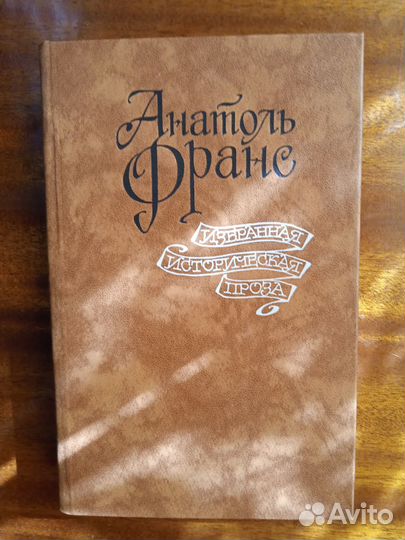 Анатоль
Франс
ИЗБРАННАЯ
ИСТОРИЧЕСКАЯ
ПРОЗА
Avito